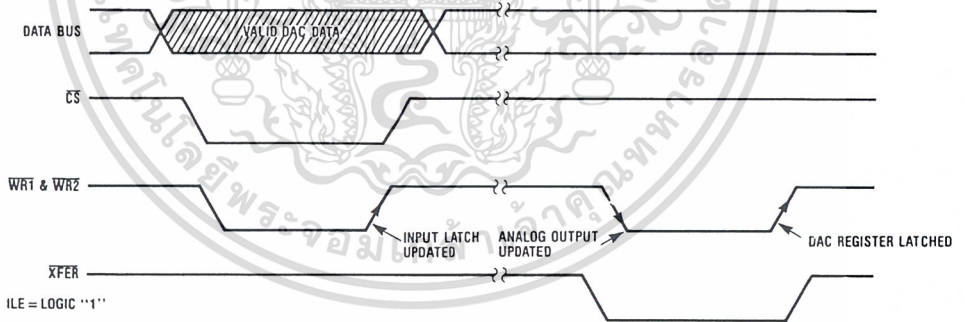 DATA BUS
VALID DAC DATA
CS
WR1 & WR2
INPUT LATCH
UPDATED
ANALOG OUTPUT
UPDATED
DAC REGISTER LATCHED
XFER
ILE = LOGIC "1"